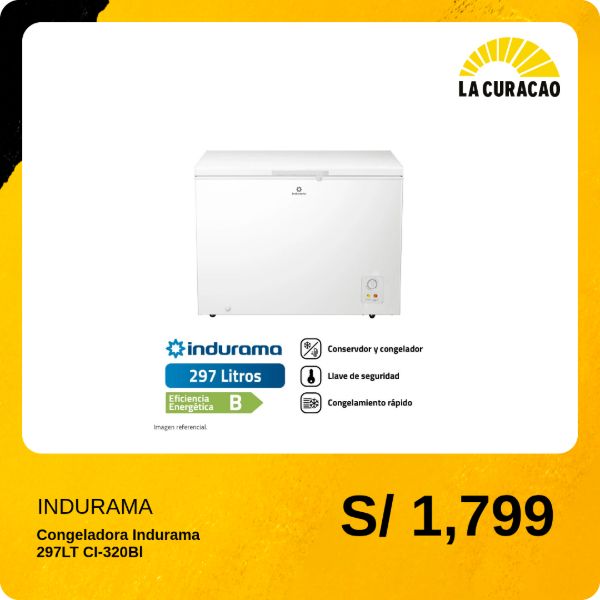 LA CURACAO
indurama
indurama
297 Litros
Eficiencia
Energética
B
Conservdor y congelador
Llave de seguridad
Congelamiento rápido
Imagen referencial.
INDURAMA
Congeladora Indurama
297LT CI-320Bl
S/ 1,799